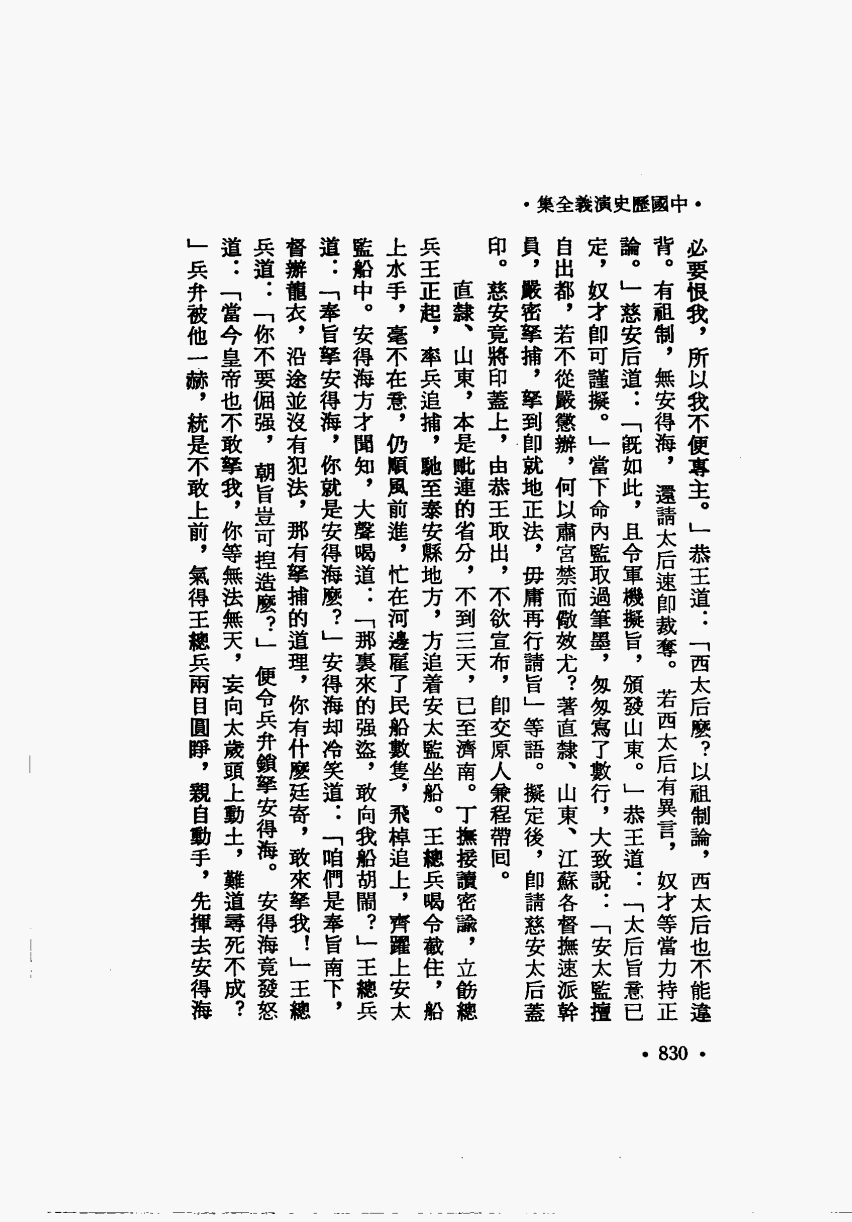 •中國歷史演義全集•
必要恨我，所以我不便專主。」恭王道：「西太后麽？以祖制論，西太后也不能違
背。有祖制，無安得海，還請太后速卽裁奪。若西太后有異言，奴才等當力持正
論。」慈安后道：「旣如此，且令軍機擬旨，頒發山東。」恭王道：「太后旨意已
定，奴才卽可謹擬。」當下命內監取過筆墨，匆匆寫了數行，大致說：「安太監擅
自出都，若不從嚴懲辦，何以肅宮禁而儆效尤？著直隸、山東、江蘇各督撫速派幹
員，嚴密拏捕，拏到卽就地正法，毋庸再行請旨」等語。擬定後，卽請慈安太后蓋
印。慈安竟將印蓋上，由恭王取出，不欲宣布，卽交原人兼程帶囘。
直隸、山東，本是毗連的省分，不到三天，已至濟南。丁撫接讀密諭，立飭總
兵王正起，率兵追捕，馳至泰安縣地方，方追着安太監坐船。王總兵喝令截住，船
上水手，毫不在意，仍順風前進，忙在河邊雇了民船數隻，飛棹追上，齊躍上安太
監船中。安得海方才聞知，大聲喝道：「那裏來的强盜，敢向我船胡鬧？」王總兵
道：「奉旨拏安得海，你就是安得海麽？」安得海却冷笑道：「咱們是奉旨南下，
督辦龍衣，沿途並沒有犯法，那有拏捕的道理，你有什麽廷寄，敢來拏我！」王總
兵道：「你不要倔强，朝旨豈可揑造麽？」便令兵弁鎖拏安得海。安得海竟發怒
道：「當今皇帝也不敢拏我，你等無法無天，妄向太歲頭上動土，難道尋死不成？
」兵弁被他一赫，統是不敢上前，氣得王總兵兩目圓睜，親自動手，先揮去安得海
•830•